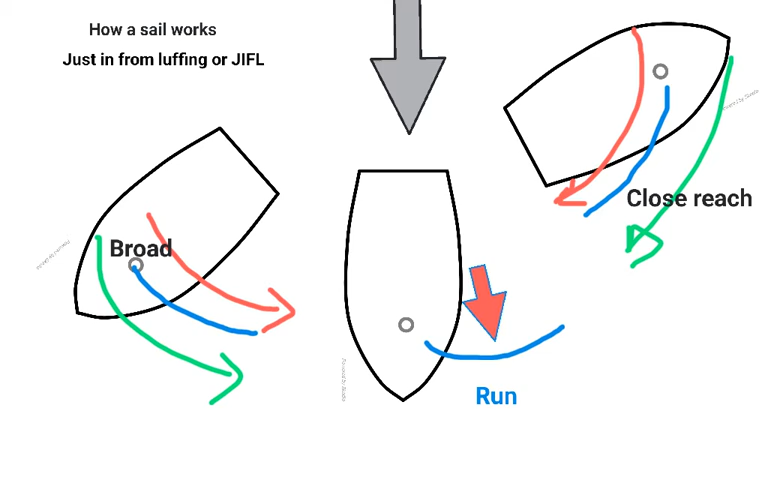 How a sail works
Just in from luffing or JIFL
Close reach
Broad
Run